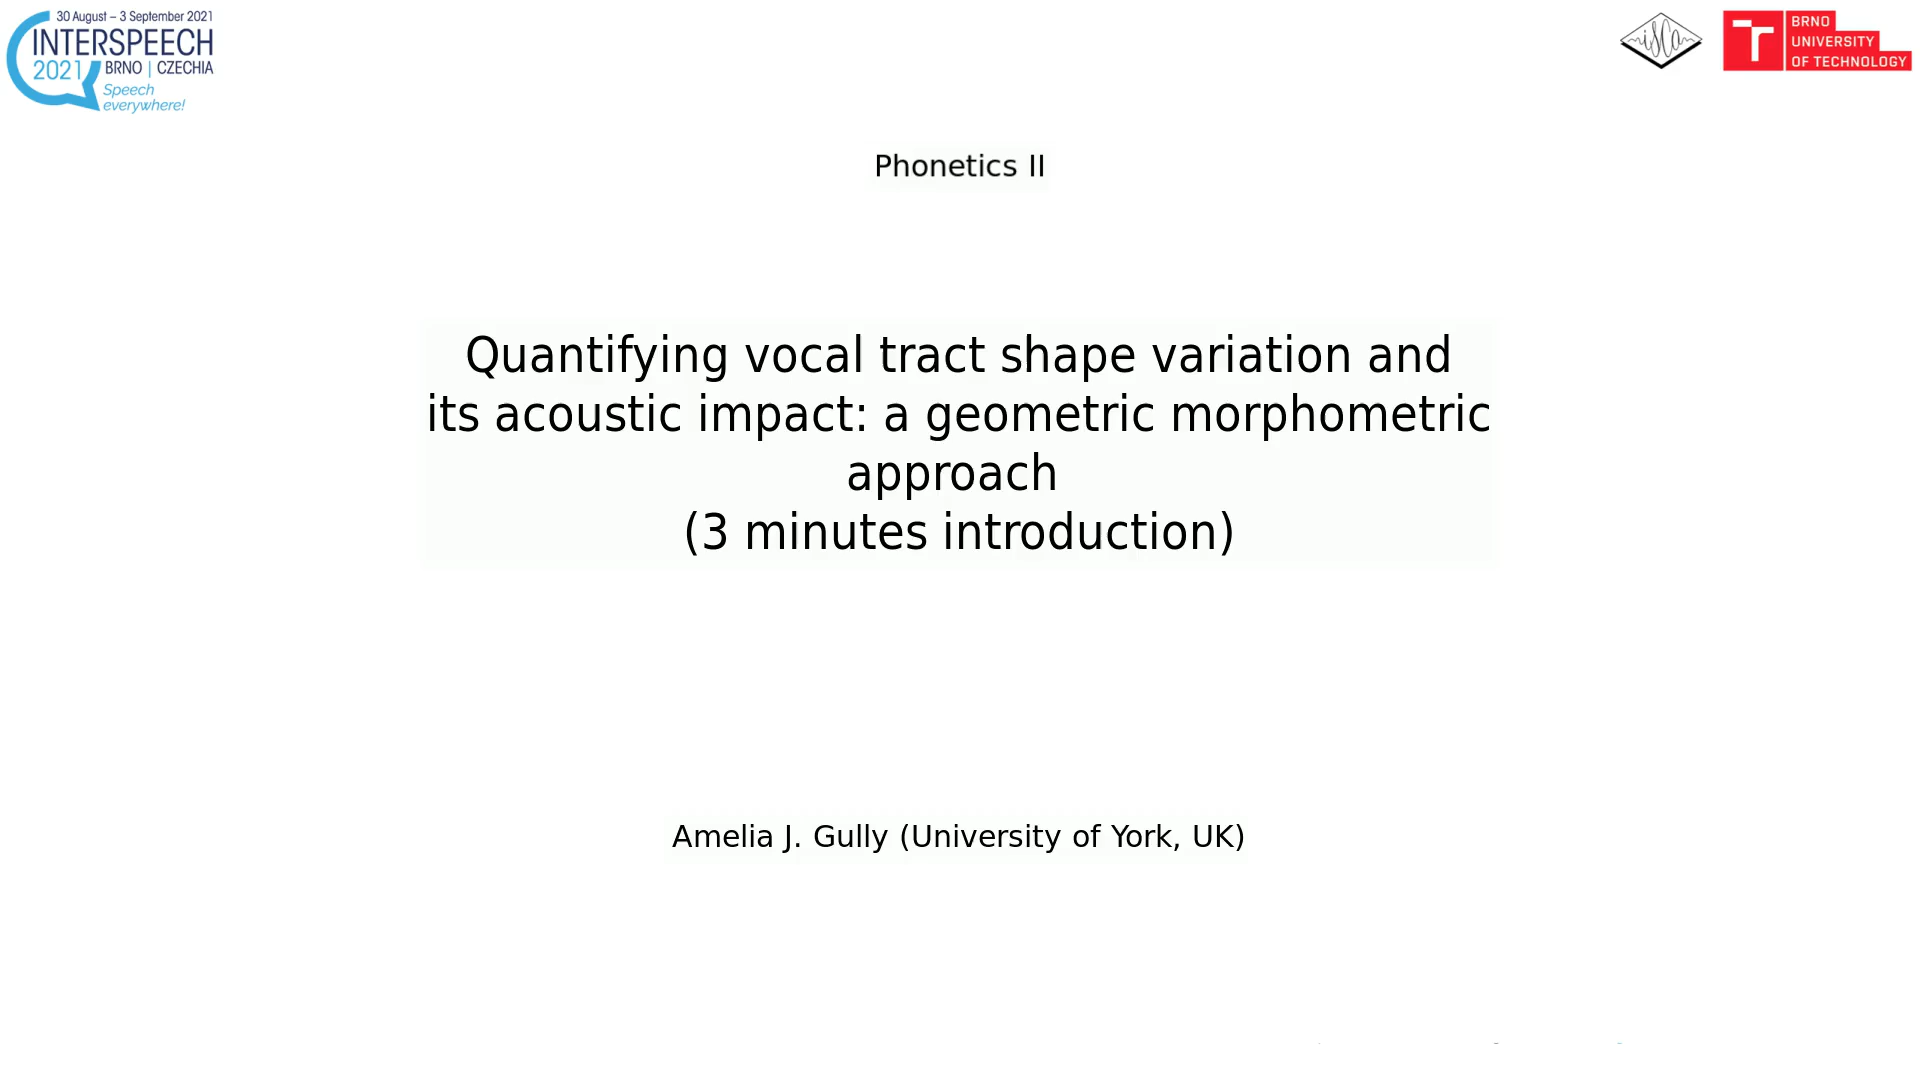 30 August – 3 September 2021
INTERSPEECH
2021 BRNO | CZECHIA
Speech
everywhere!
isca
BRNO
UNIVERSITY
OF TECHNOLOGY
Phonetics II
Quantifying vocal tract shape variation and
its acoustic impact: a geometric morphometric
approach
(3 minutes introduction)
Amelia J. Gully (University of York, UK)